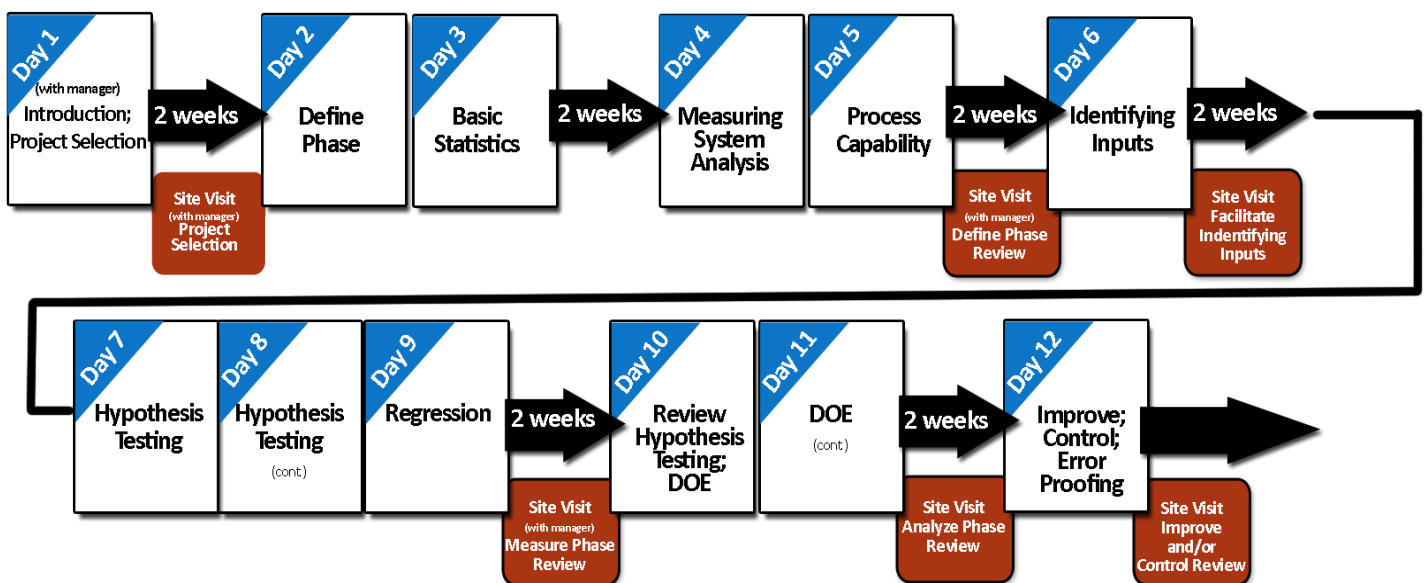 Day 1
(with manager)
Introduction;
Project Selection
2 weeks
Site Visit
(with manager)
Project
Selection
Day 2
Define
Phase
Day 3
Basic
Statistics
2 weeks
Day 4
Measuring
System
Analysis
Day 5
Process
Capability
2 weeks
Site Visit
(with manager)
Define Phase
Review
Day 6
Identifying
Inputs
2 weeks
Site Visit
Facilitate
Indentifying
Inputs
Day 7
Hypothesis
Testing
Day 8
Hypothesis
Testing
(cont)
Day 9
Regression
2 weeks
Site Visit
(with manager)
Measure Phase
Review
Day 10
Review
Hypothesis
Testing;
DOE
Day 11
DOE
(cont)
2 weeks
Site Visit
Analyze Phase
Review
Day 12
Improve;
Control;
Error
Proofing
Site Visit
Improve
and/or
Control Review